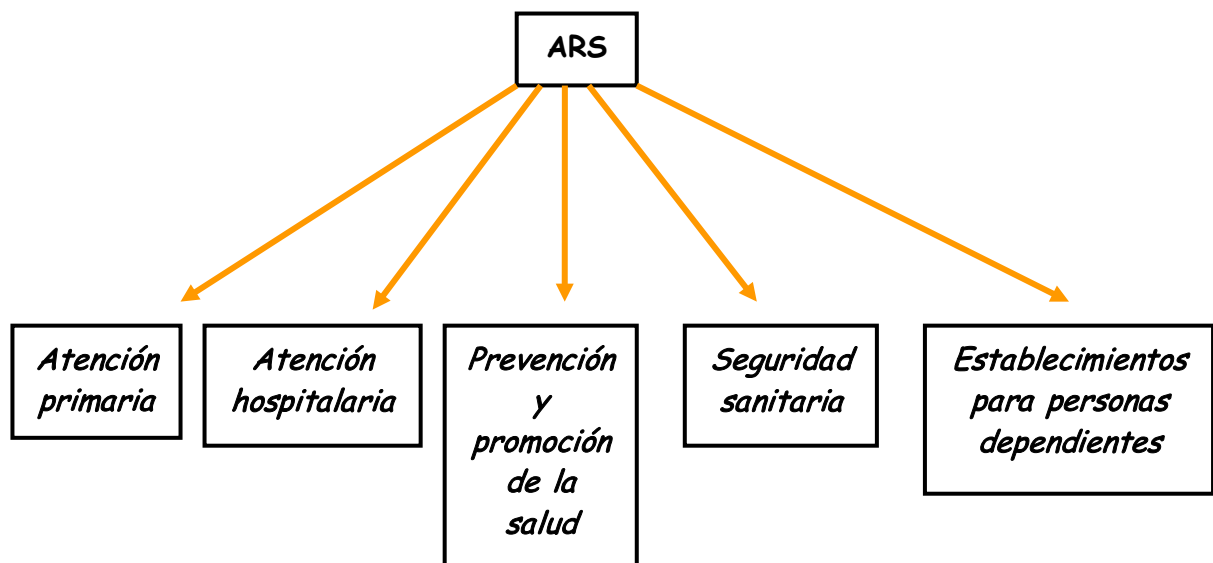 ARS
Atención
primaria
Atención
hospitalaria
Prevención
y
promoción
de la
salud
Seguridad
sanitaria
Establecimientos
para personas
dependientes